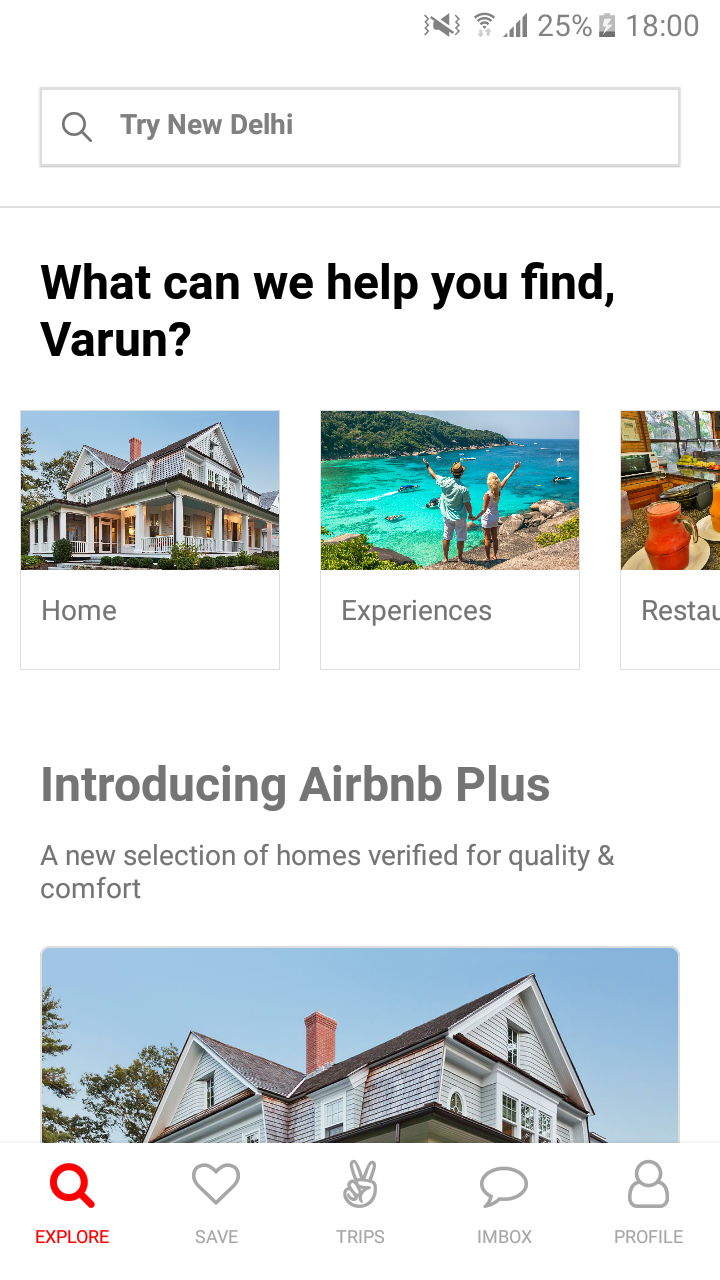 25% 18:00
Try New Delhi
What can we help you find,
Varun?
Home
Experiences
Restau
Introducing Airbnb Plus
A new selection of homes verified for quality &
comfort
EXPLORE
SAVE
TRIPS
IMBOX
PROFILE